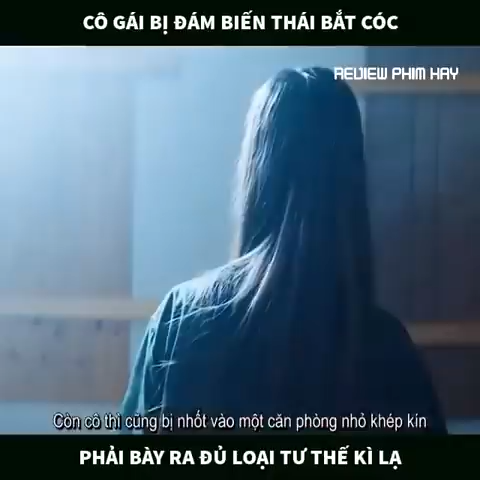 CÔ GÁI BỊ ĐÁM BIẾN THÁI BẮT CÓC
REVIEW PHIM HAY
Còn cô thì cũng bị nhốt vào một căn phòng nhỏ khép kín
PHẢI BÀY RA ĐỦ LOẠI TƯ THẾ KÌ LẠ